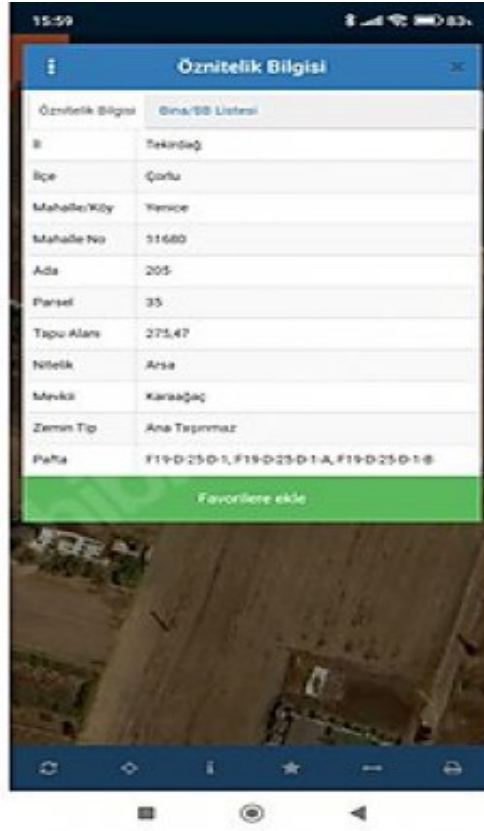 15:59
83%
Öznitelik Bilgisi
Öznitelik Bilgisi Bina/BB Listesi
İl Tekirdağ
İlçe Çorlu
Mahalle/Köy Yenice
Mahalle No 11680
Ada 205
Parsel 35
Tapu Alanı 275,47
Nitelik Arsa
Mevkii Karaağaç
Zemin Tip Ana Taşınmaz
Pafta F19-D-25-D-1, F19-D-25-D-1-A, F19-D-25-D-1-B
Favorilere ekle